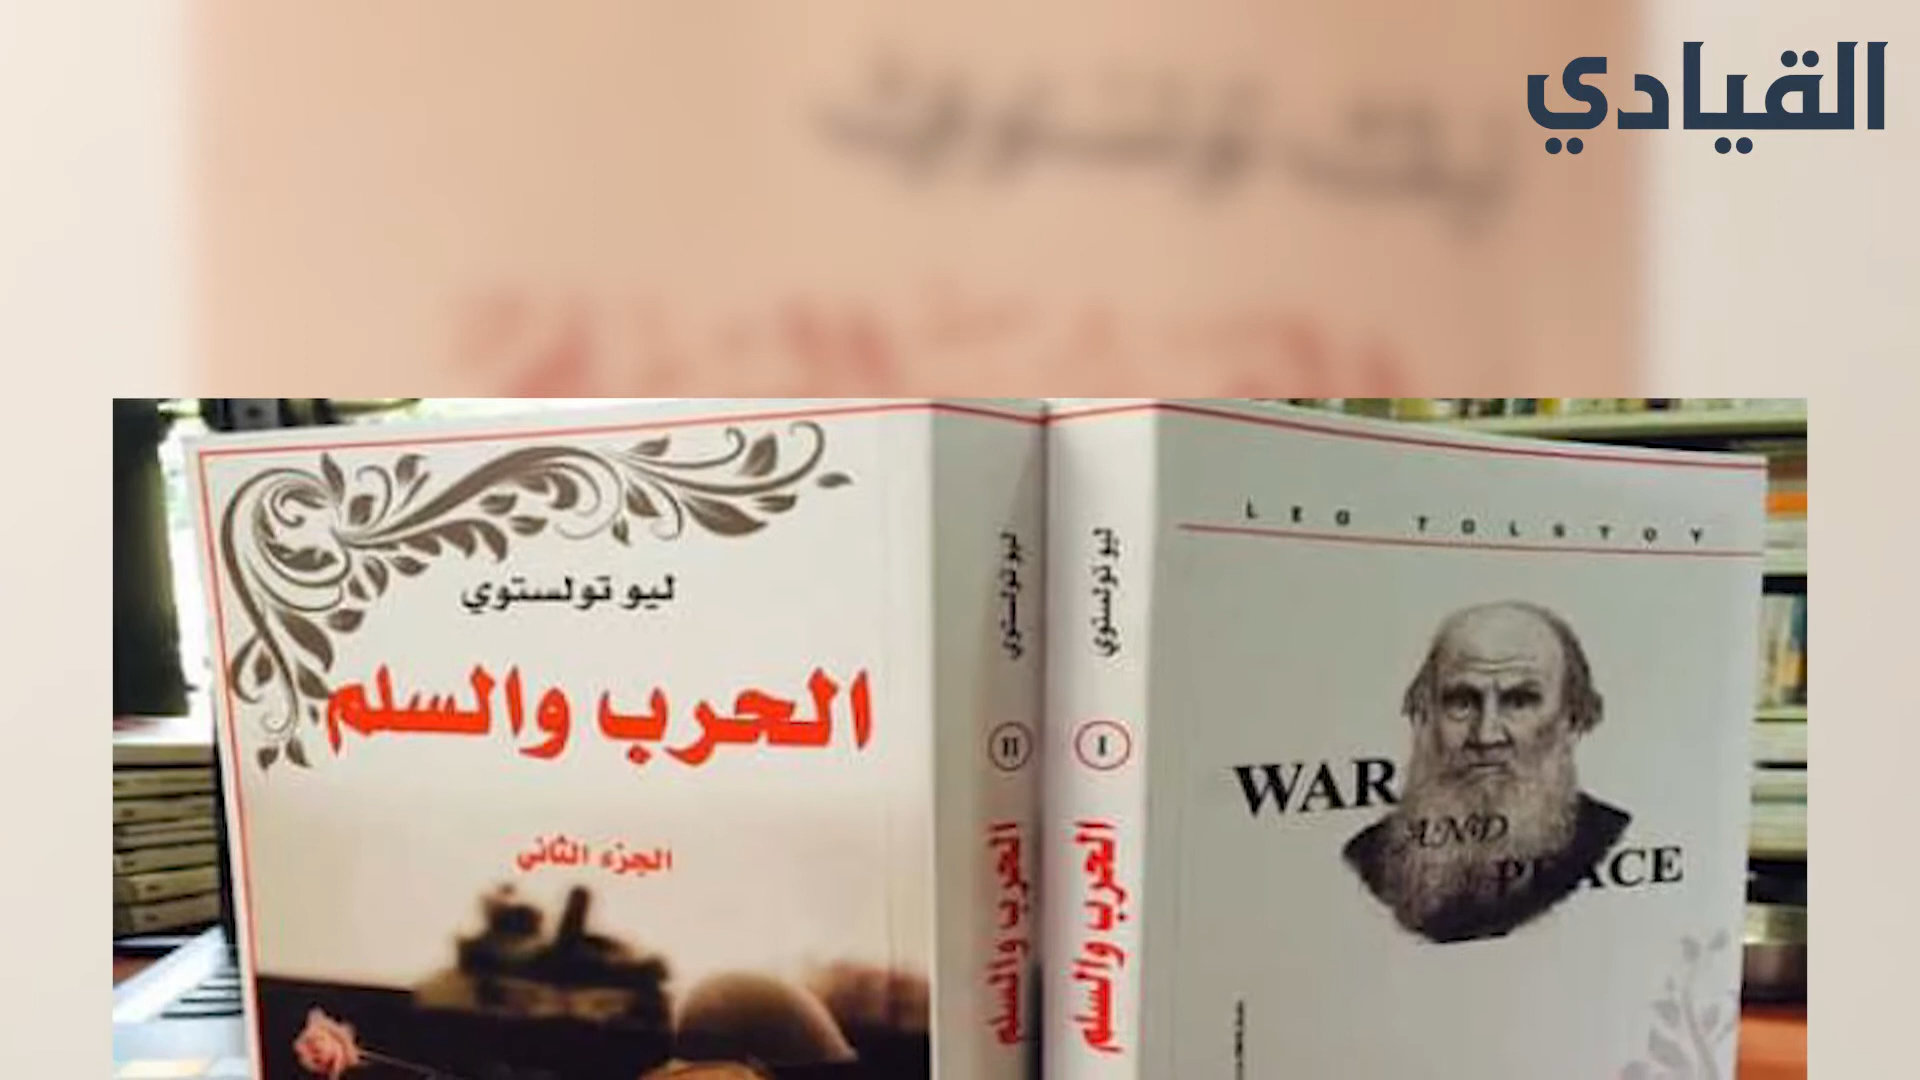 القيادي
ليو تولستوي
الحرب والسلم
الجزء الثاني
ليو تولستوي
II
الحرب والسلم
ليو تولستوي
I
الحرب والسلم
LEO TOLSTOY
WAR
AND
PEACE